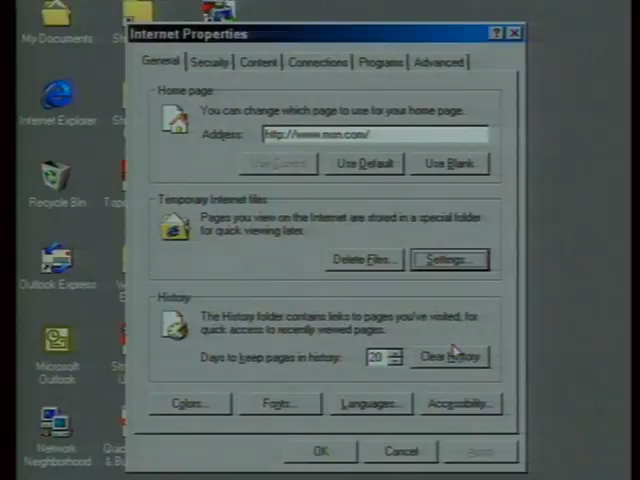 My Documents
Internet Explorer
Recycle Bin
Outlook Express
Microsoft
Outlook
Network
Neighborhood
Internet Properties
General
Security
Content
Connections
Programs
Advanced
Home page
You can change which page to use for your home page.
Address: http://www.msn.com/
Use Current
Use Default
Use Blank
Temporary Internet files
Pages you view on the Internet are stored in a special folder
for quick viewing later.
Delete Files...
Settings...
History
The History folder contains links to pages you've visited, for
quick access to recently viewed pages.
Days to keep pages in history: 20
Clear History
Colors...
Fonts...
Languages...
Accessibility...
OK
Cancel
Apply